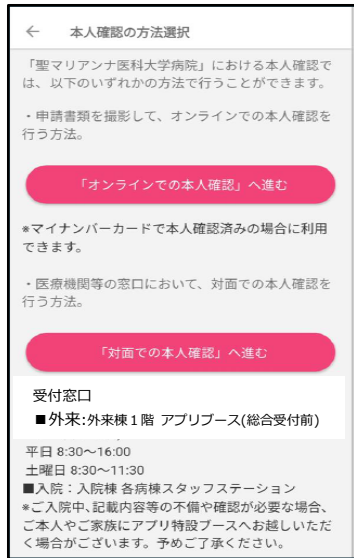 ← 本人確認の方法選択
「聖マリアンナ医科大学病院」における本人確認で
は、以下のいずれかの方法で行うことができます。
・申請書類を撮影して、オンラインでの本人確認を
行う方法。
「オンラインでの本人確認」へ進む
*マイナンバーカードで本人確認済みの場合に利用
できます。
・医療機関等の窓口において、対面での本人確認を
行う方法。
「対面での本人確認」へ進む
受付窓口
■外来:外来棟1階 アプリブース(総合受付前)
平日 8:30～16:00
土曜日 8:30～11:30
■入院：入院棟 各病棟スタッフステーション
*ご入院中、記載内容等の不備や確認が必要な場合、
ご本人やご家族にアプリ特設ブースへお越しいただ
く場合がございます。予めご了承ください。